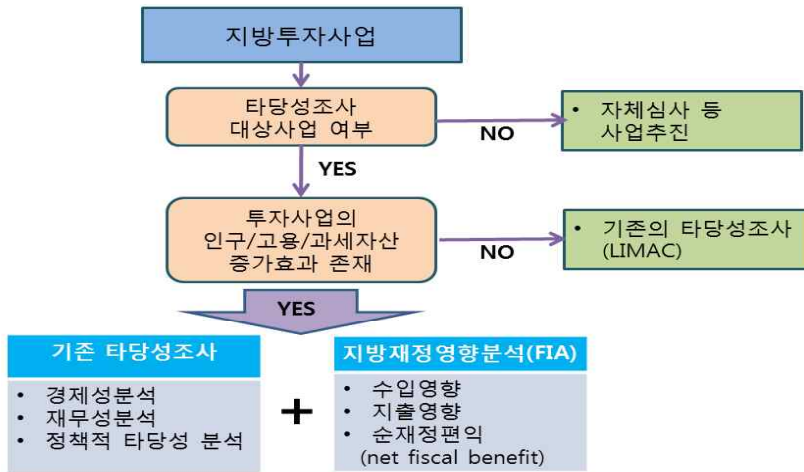 지방투자사업
타당성조사
대상사업 여부
NO
• 자체심사 등
사업추진
YES
투자사업의
인구/고용/과세자산
증가효과 존재
NO
• 기존의 타당성조사
(LIMAC)
YES
기존 타당성조사
• 경제성분석
• 재무성분석
• 정책적 타당성 분석
+
지방재정영향분석(FIA)
• 수입영향
• 지출영향
• 순재정편익
(net fiscal benefit)